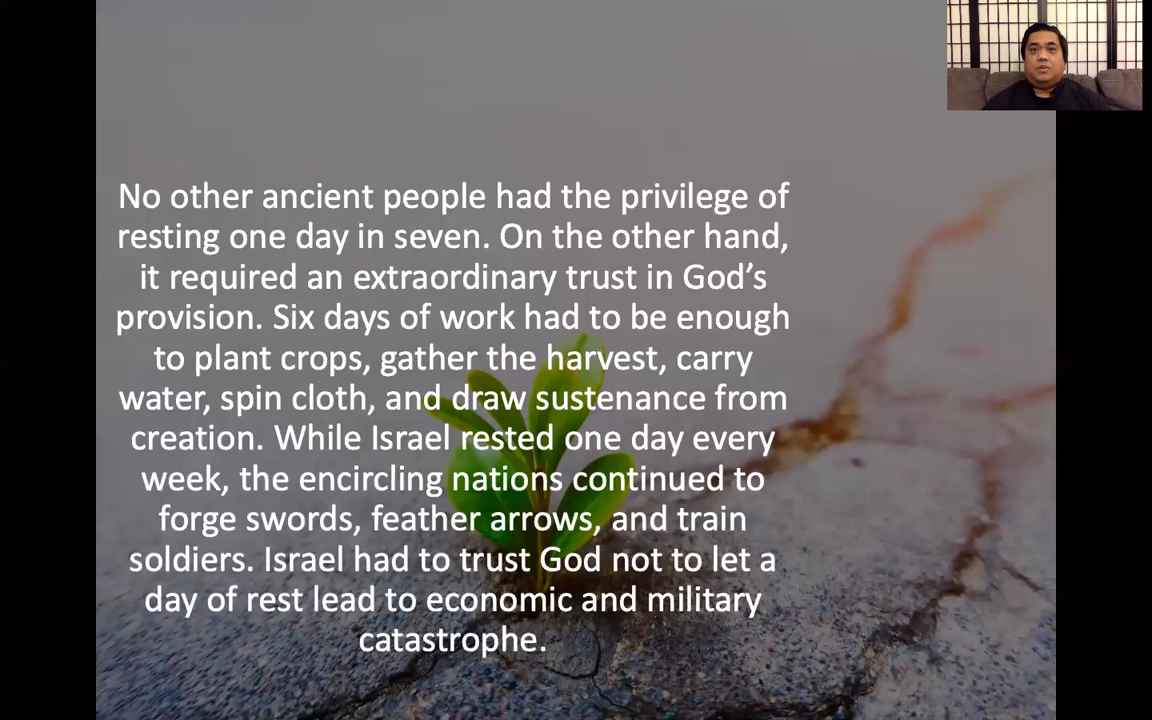 No other ancient people had the privilege of
resting one day in seven. On the other hand,
it required an extraordinary trust in God’s
provision. Six days of work had to be enough
to plant crops, gather the harvest, carry
water, spin cloth, and draw sustenance from
creation. While Israel rested one day every
week, the encircling nations continued to
forge swords, feather arrows, and train
soldiers. Israel had to trust God not to let a
day of rest lead to economic and military
catastrophe.